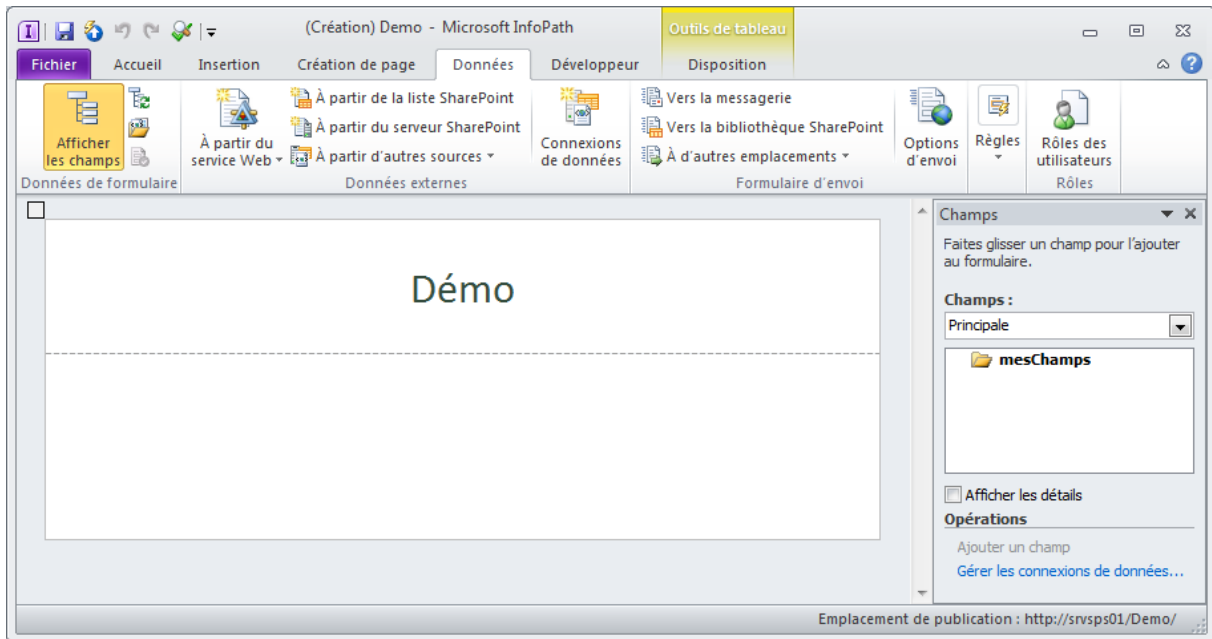 (Création) Demo - Microsoft InfoPath
Outils de tableau
Fichier Accueil Insertion Création de page Données Développeur Disposition
Afficher
les champs
Données de formulaire
À partir du
service Web
À partir de la liste SharePoint
À partir du serveur SharePoint
À partir d'autres sources
Données externes
Connexions
de données
Vers la messagerie
Vers la bibliothèque SharePoint
À d'autres emplacements
Formulaire d'envoi
Options
d'envoi
Règles
Rôles des
utilisateurs
Rôles
Démo
Champs
Faites glisser un champ pour l'ajouter
au formulaire.
Champs :
Principale
mesChamps
Afficher les détails
Opérations
Ajouter un champ
Gérer les connexions de données...
Emplacement de publication : http://srvsps01/Demo/